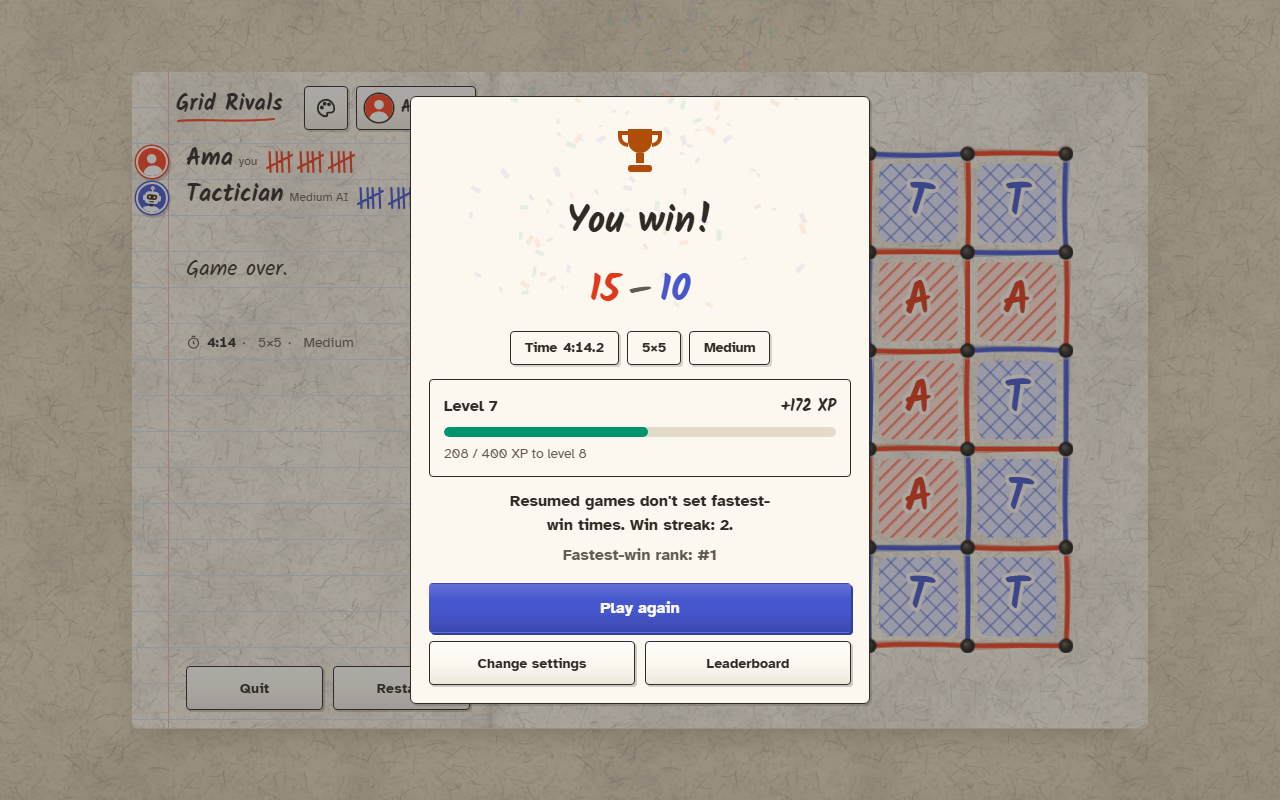 Grid Rivals
Ama you
Tactician Medium AI
Game over.
4:14 · 5×5 · Medium
Quit
You win!
15 – 10
Time 4:14.2
5×5
Medium
Level 7
+172 XP
208 / 400 XP to level 8
Resumed games don't set fastest-
win times. Win streak: 2.
Fastest-win rank: #1
Play again
Change settings
Leaderboard
T T
A A
A T
A T
T T